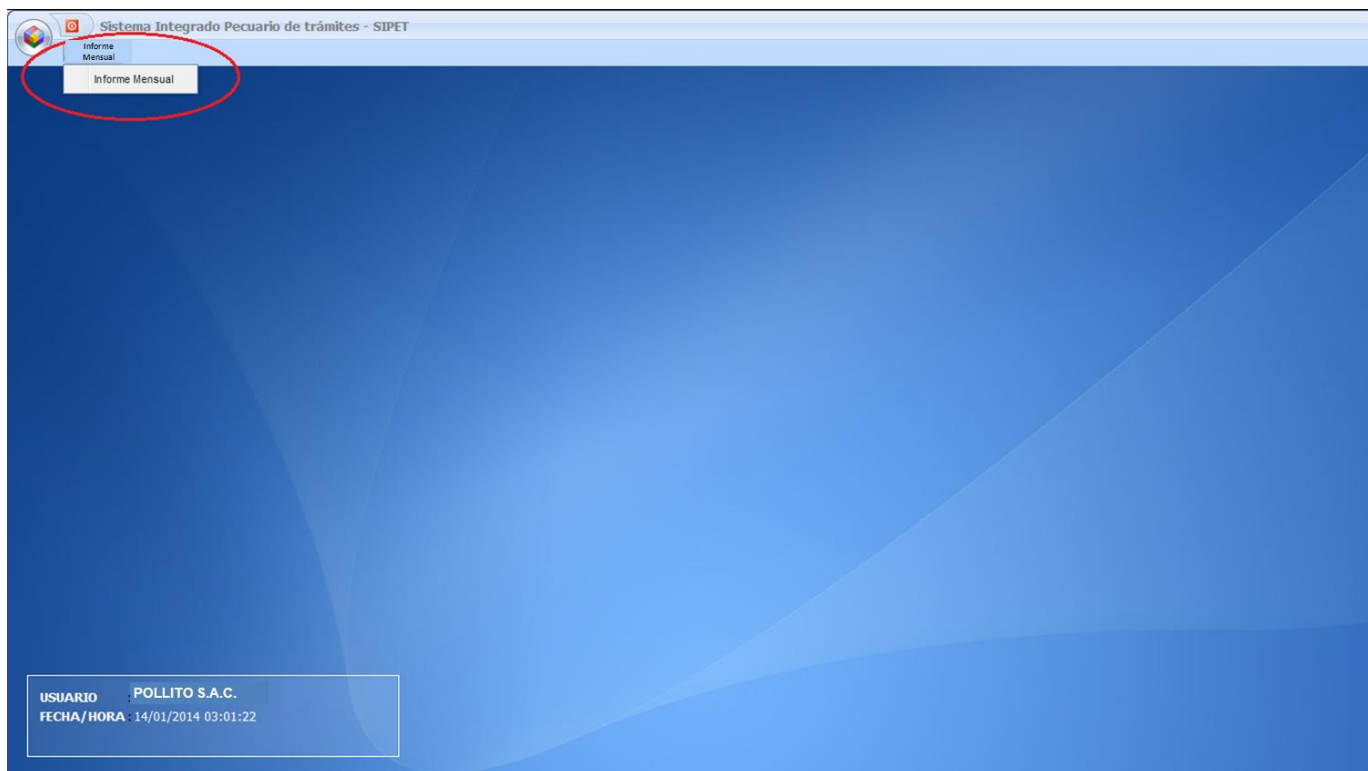 Sistema Integrado Pecuario de trámites - SIPET
Informe
Mensual
Informe Mensual
USUARIO : POLLITO S.A.C.
FECHA/HORA : 14/01/2014 03:01:22